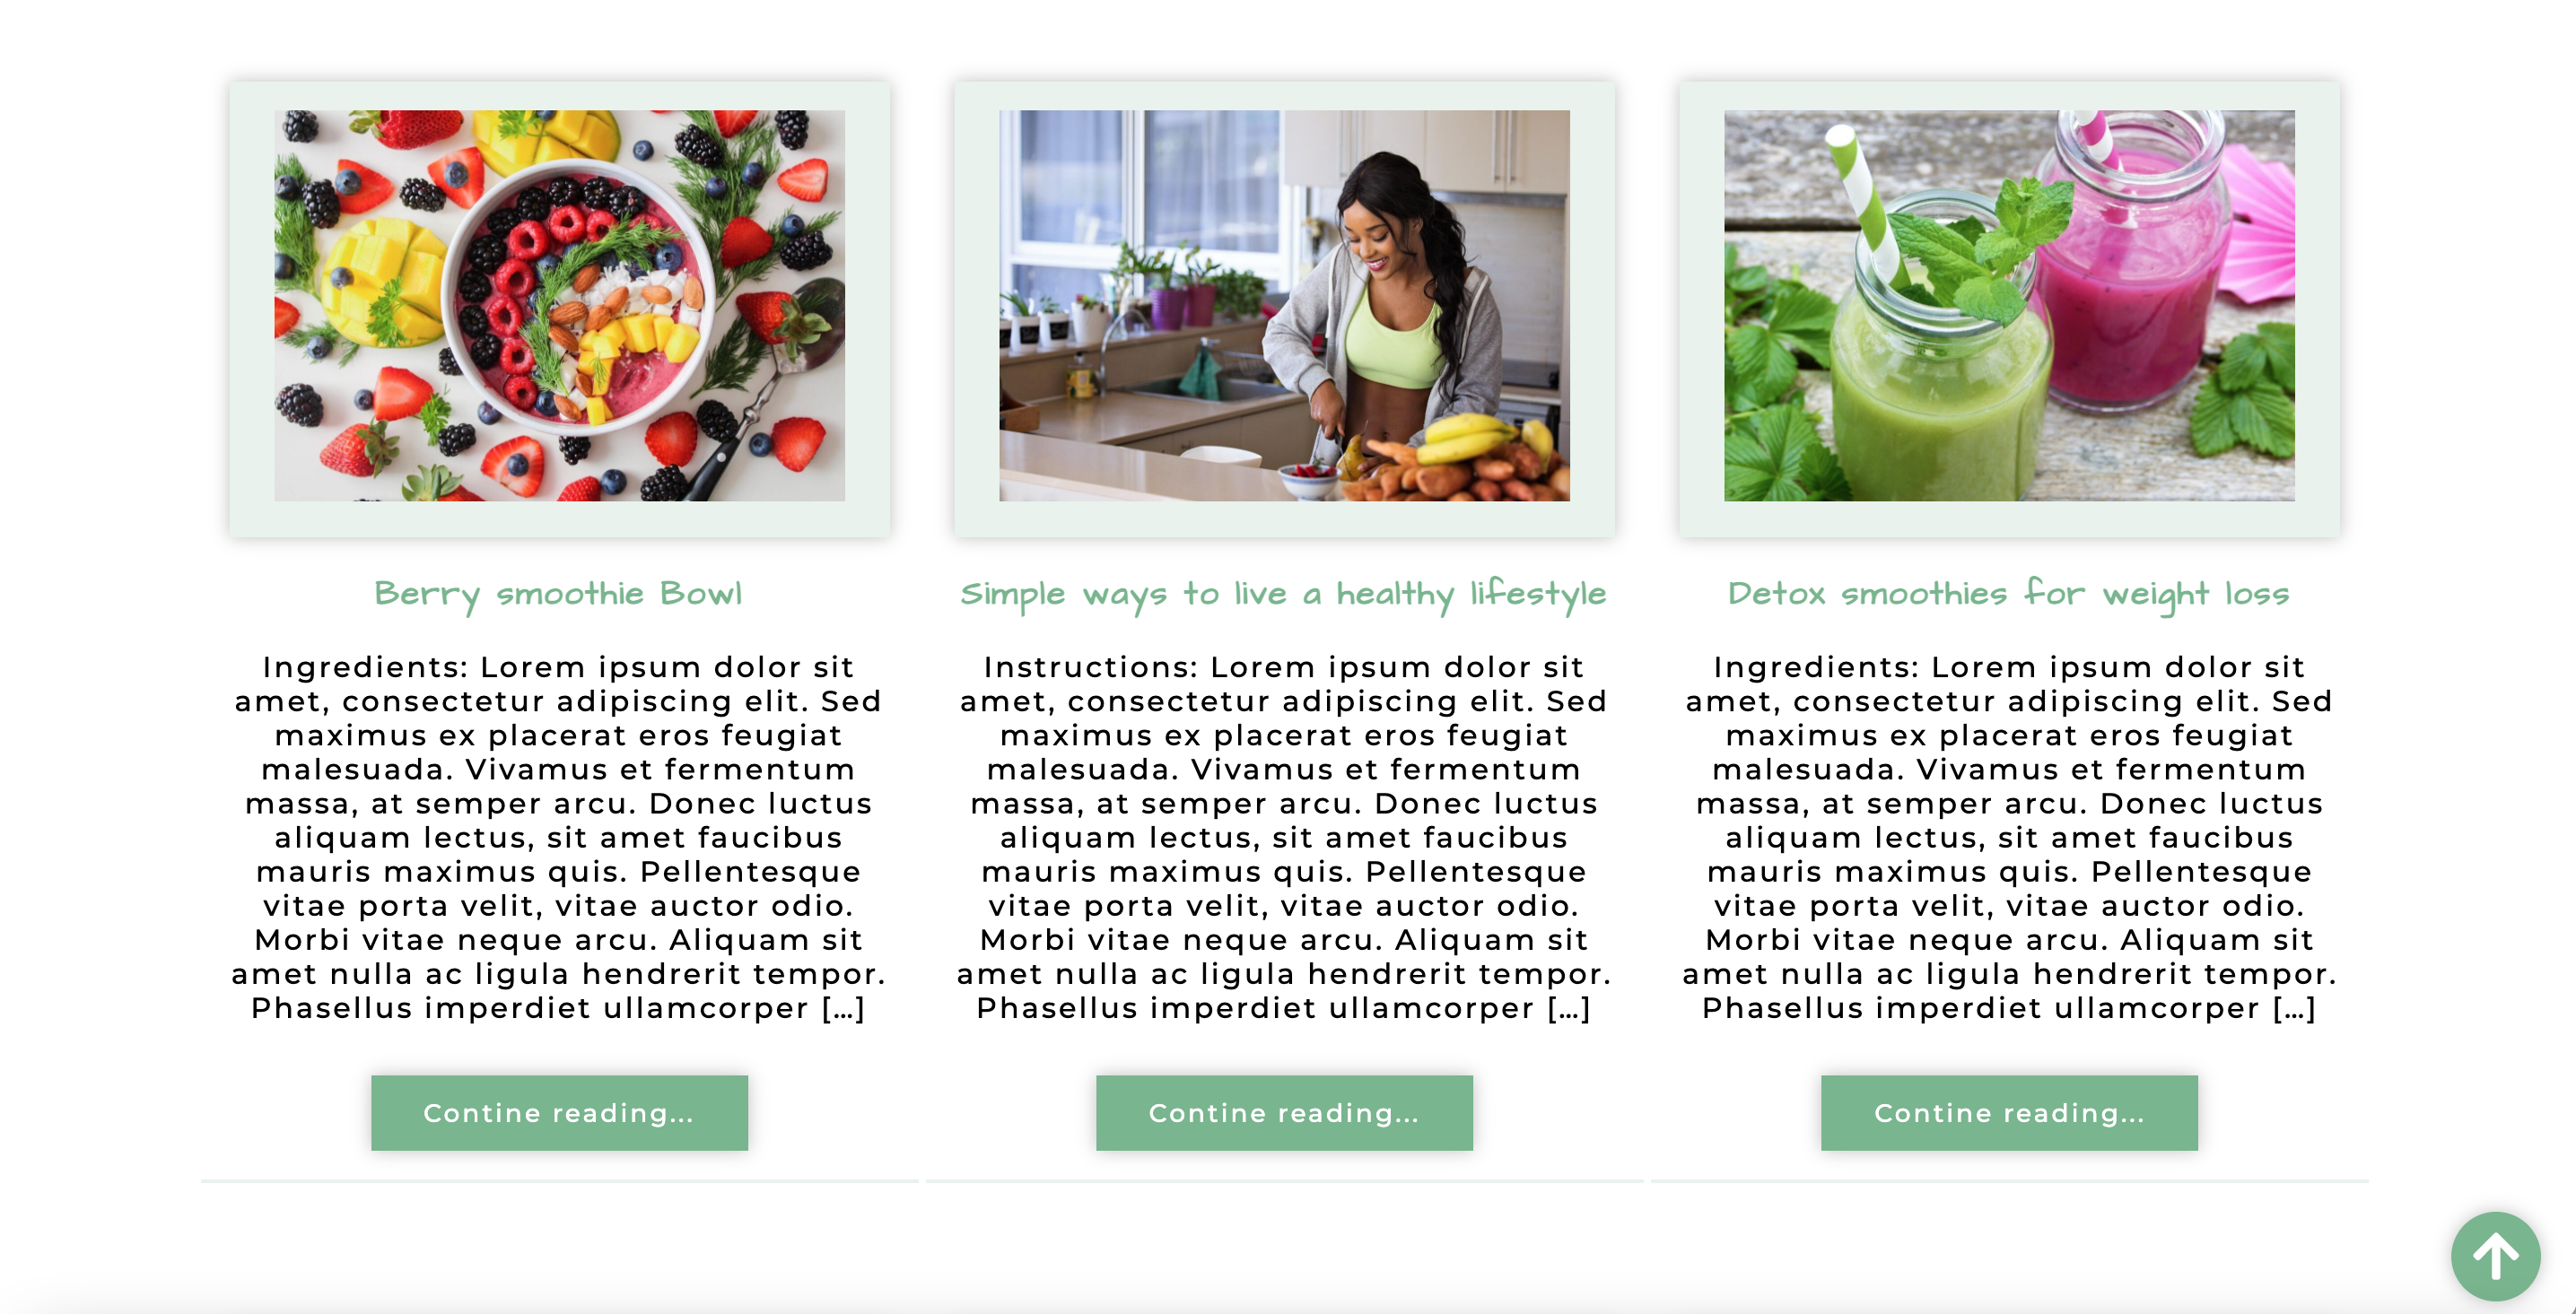 Berry smoothie Bowl
Ingredients: Lorem ipsum dolor sit
amet, consectetur adipiscing elit. Sed
maximus ex placerat eros feugiat
malesuada. Vivamus et fermentum
massa, at semper arcu. Donec luctus
aliquam lectus, sit amet faucibus
mauris maximus quis. Pellentesque
vitae porta velit, vitae auctor odio.
Morbi vitae neque arcu. Aliquam sit
amet nulla ac ligula hendrerit tempor.
Phasellus imperdiet ullamcorper [...]
Contine reading...
Simple ways to live a healthy lifestyle
Instructions: Lorem ipsum dolor sit
amet, consectetur adipiscing elit. Sed
maximus ex placerat eros feugiat
malesuada. Vivamus et fermentum
massa, at semper arcu. Donec luctus
aliquam lectus, sit amet faucibus
mauris maximus quis. Pellentesque
vitae porta velit, vitae auctor odio.
Morbi vitae neque arcu. Aliquam sit
amet nulla ac ligula hendrerit tempor.
Phasellus imperdiet ullamcorper [...]
Contine reading...
Detox smoothies for weight loss
Ingredients: Lorem ipsum dolor sit
amet, consectetur adipiscing elit. Sed
maximus ex placerat eros feugiat
malesuada. Vivamus et fermentum
massa, at semper arcu. Donec luctus
aliquam lectus, sit amet faucibus
mauris maximus quis. Pellentesque
vitae porta velit, vitae auctor odio.
Morbi vitae neque arcu. Aliquam sit
amet nulla ac ligula hendrerit tempor.
Phasellus imperdiet ullamcorper [...]
Contine reading...